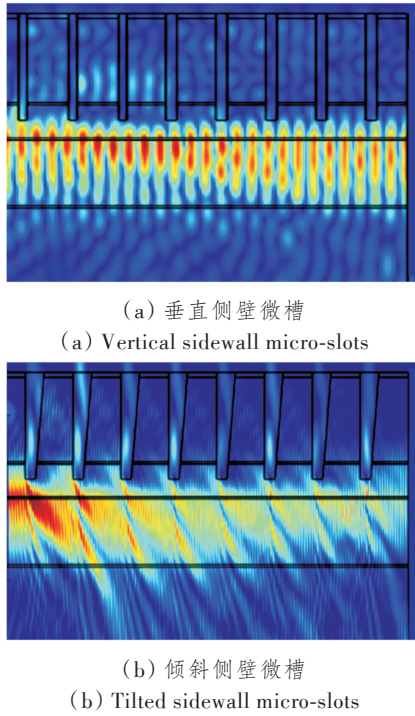 (a) 垂直侧壁微槽
(a) Vertical sidewall micro-slots
(b) 倾斜侧壁微槽
(b) Tilted sidewall micro-slots